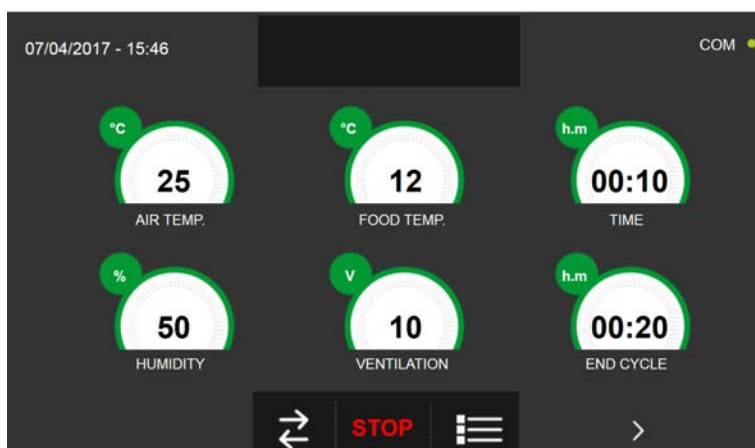 07/04/2017 - 15:46
COM
°C
°C
h.m
25
12
00:10
AIR TEMP.
FOOD TEMP.
TIME
%
V
h.m
50
10
00:20
HUMIDITY
VENTILATION
END CYCLE
STOP